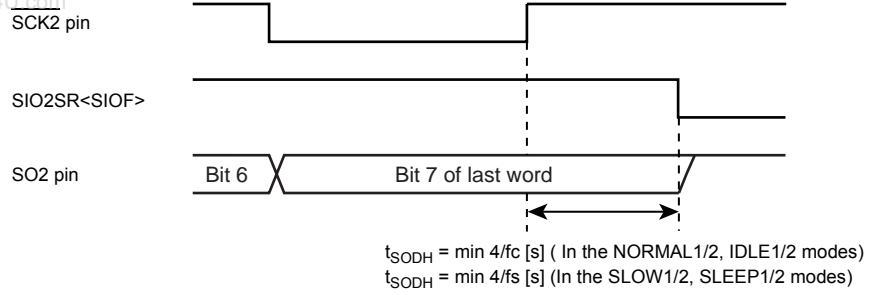 SCK2 pin
SIO2SR<SIOF>
SO2 pin
Bit 6
Bit 7 of last word
tSODH = min 4/fc [s] ( In the NORMAL1/2, IDLE1/2 modes)
tSODH = min 4/fs [s] (In the SLOW1/2, SLEEP1/2 modes)